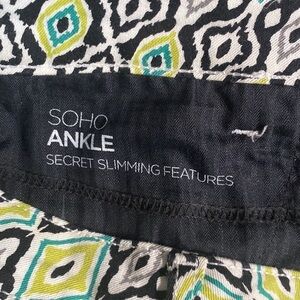 SOHO
ANKLE
SECRET SLIMMING FEATURES